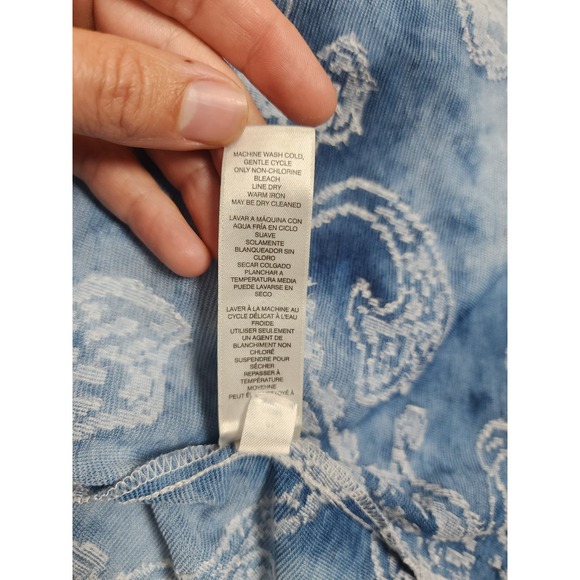 MACHINE WASH COLD,
GENTLE CYCLE
ONLY NON-CHLORINE
BLEACH
LINE DRY
WARM IRON
MAY BE DRY CLEANED
LAVAR A MÁQUINA CON
AGUA FRÍA EN CICLO
SUAVE
SOLAMENTE
BLANQUEADOR SIN
CLORO
SECAR COLGADO
PLANCHAR A
TEMPERATURA MEDIA
PUEDE LAVARSE EN
SECO
LAVER À LA MACHINE AU
CYCLE DÉLICAT À L'EAU
FROIDE
UTILISER SEULEMENT
UN AGENT DE
BLANCHIMENT NON
CHLORÉ
SUSPENDRE POUR
SÉCHER
REPASSER À
TEMPÉRATURE
MOYENNE
PEUT À